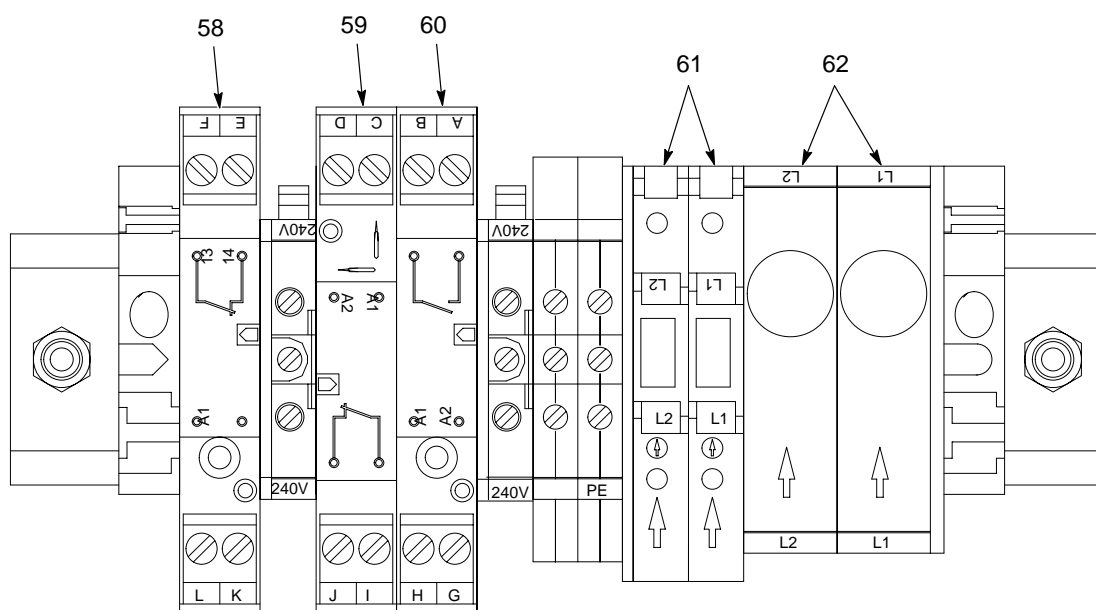 58 59 60 61 62
F E D C B A
L2 L1
240V 240V
13 14
L2 L1
A2 A1
A1 A1 A2
L2 L1
240V 240V PE
L2 L1
L K J I H G